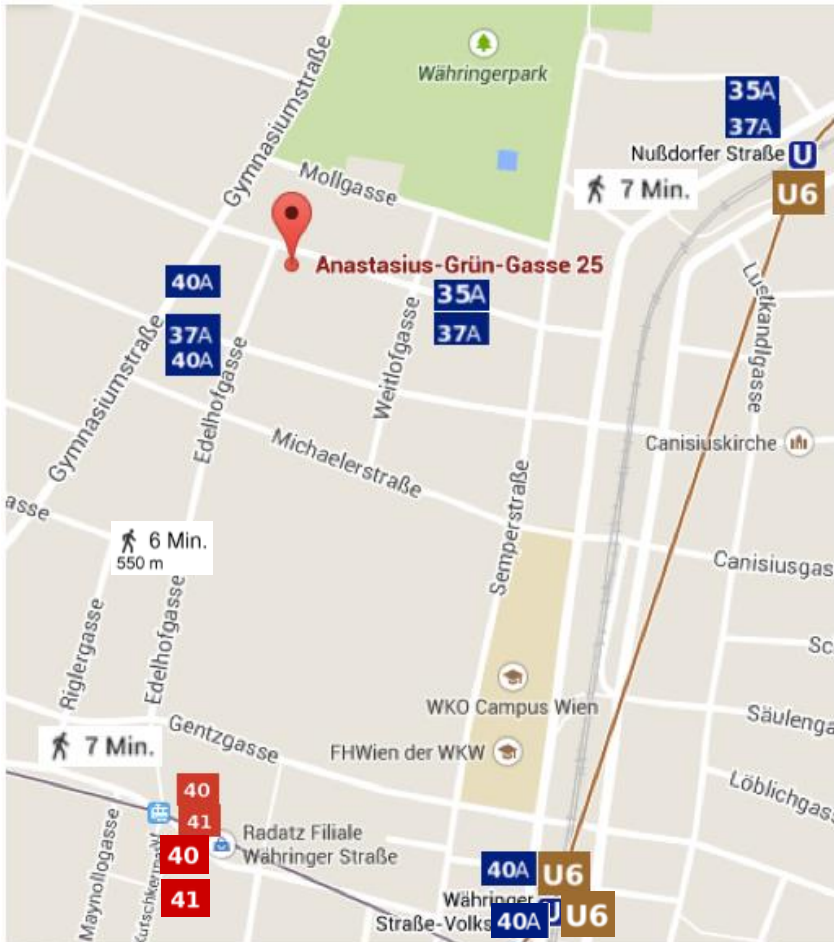 Währingerpark
35A
37A
Nußdorfer Straße U
U6
7 Min.
Gymnasiumstraße
Mollgasse
Anastasius-Grün-Gasse 25
40A
35A
37A
37A
40A
Lustkandlgasse
Weitlofgasse
Edelhofgasse
Gymnasiumstraße
Michaelerstraße
Canisiuskirche
asse
Semperstraße
6 Min.
550 m
Canisiusgas
Riglergasse
Edelhofgasse
Sc
WKO Campus Wien
Säulenga
Gentzgasse
7 Min.
FHWien der WKW
Löblichgass
40
41
Radatz Filiale
Währinger Straße
40
41
Maynollogasse
40A
U6
Währinger
Straße-Volks
40A
U
U6